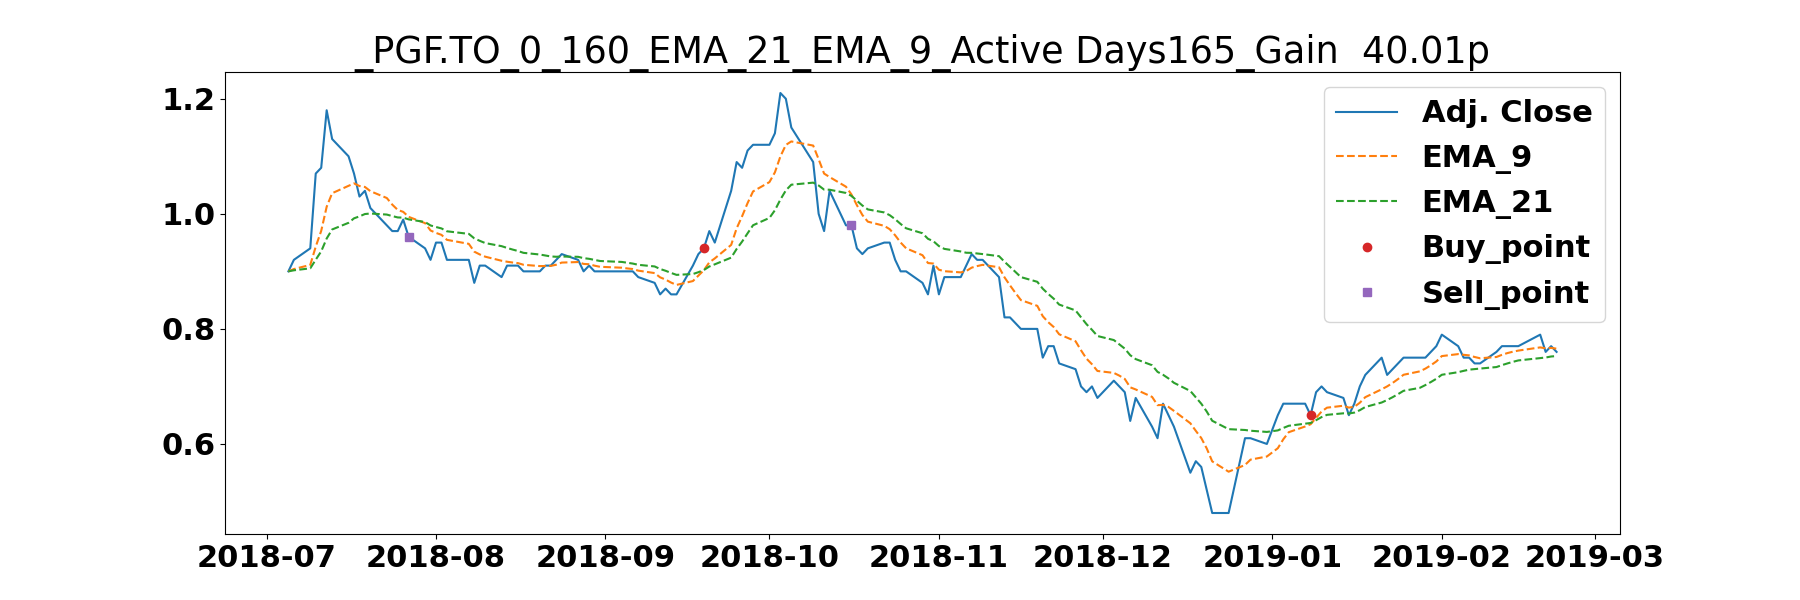 _PGF.TO_0_160_EMA_21_EMA_9_Active Days165_Gain  40.01p
1.2
1.0
0.8
0.6
Adj. Close
EMA_9
EMA_21
Buy_point
Sell_point
2018-07 2018-08 2018-09 2018-10 2018-11 2018-12 2019-01 2019-02 2019-03